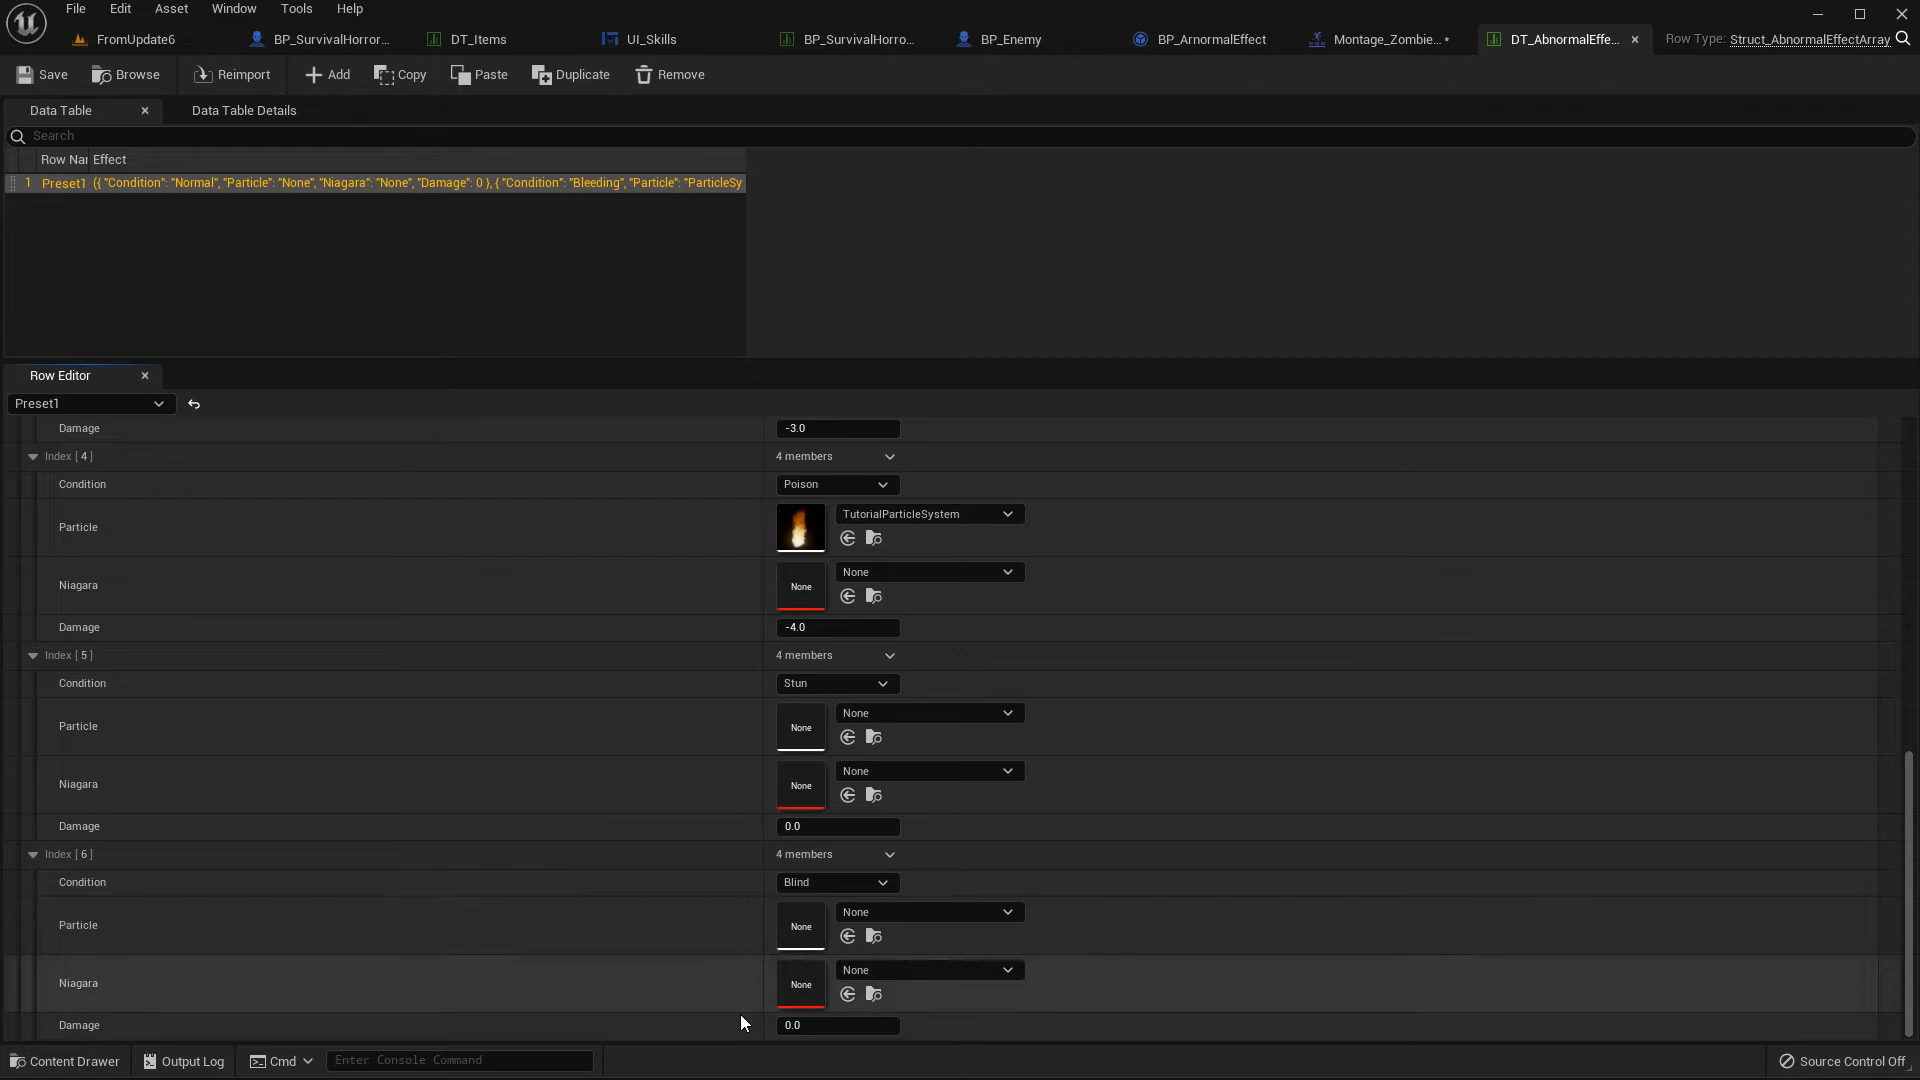 File Edit Asset Window Tools Help
FromUpdate6 BP_SurvivalHorror... DT_Items UI_Skills BP_SurvivalHorro... BP_Enemy BP_ArnormalEffect Montage_Zombie...* DT_AbnormalEffe... Row Type: Struct_AbnormalEffectArray
Save Browse Reimport Add Copy Paste Duplicate Remove
Data Table Data Table Details
Search
Row Nar Effect
1 Preset1 ({ "Condition": "Normal", "Particle": "None", "Niagara": "None", "Damage": 0 }, { "Condition": "Bleeding", "Particle": "ParticleSy
Row Editor
Preset1
Damage -3.0
Index [ 4 ] 4 members
Condition Poison
Particle TutorialParticleSystem
Niagara None None
Damage -4.0
Index [ 5 ] 4 members
Condition Stun
Particle None None
Niagara None None
Damage 0.0
Index [ 6 ] 4 members
Condition Blind
Particle None None
Niagara None None
Damage 0.0
Content Drawer Output Log Cmd Enter Console Command Source Control Off